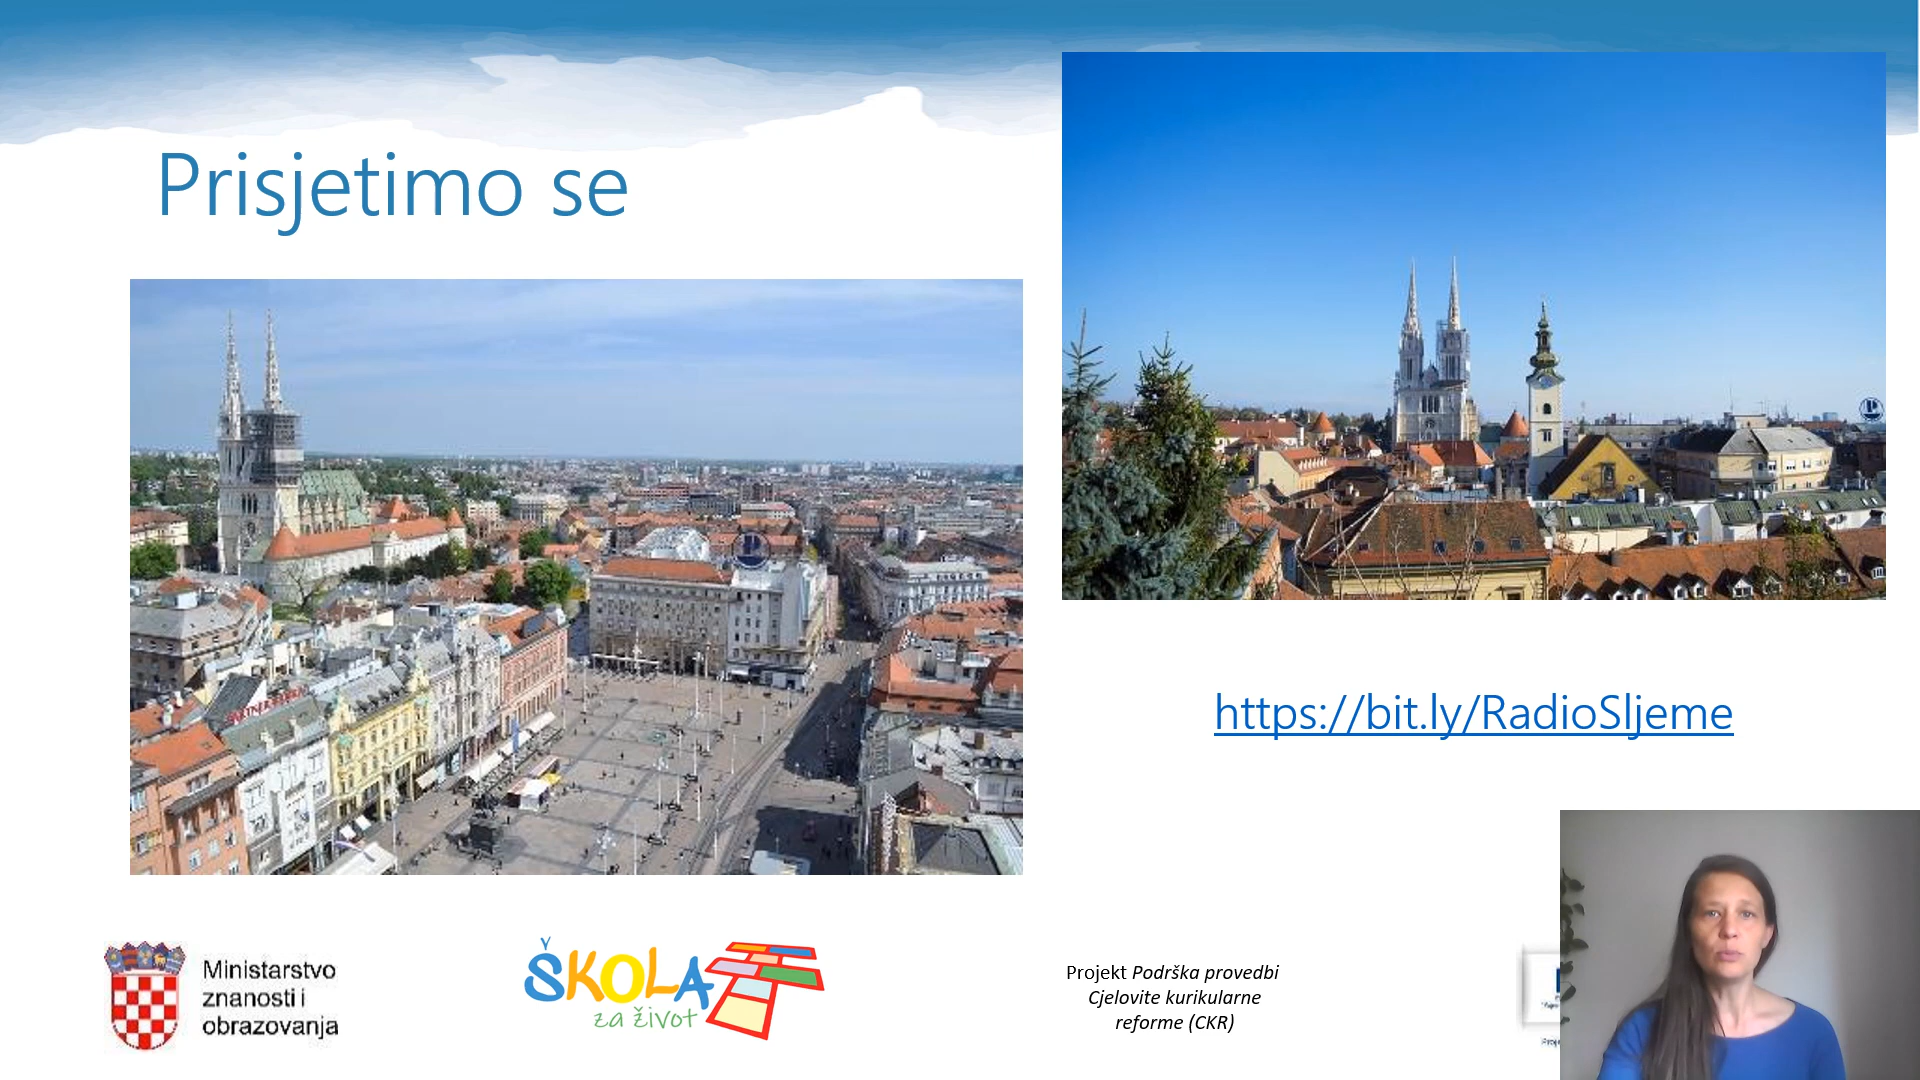 Prisjetimo se
https://bit.ly/RadioSljeme
Ministarstvo
znanosti i
obrazovanja
ŠKOLA
za život
Projekt Podrška provedbi
Cjelovite kurikularne
reforme (CKR)